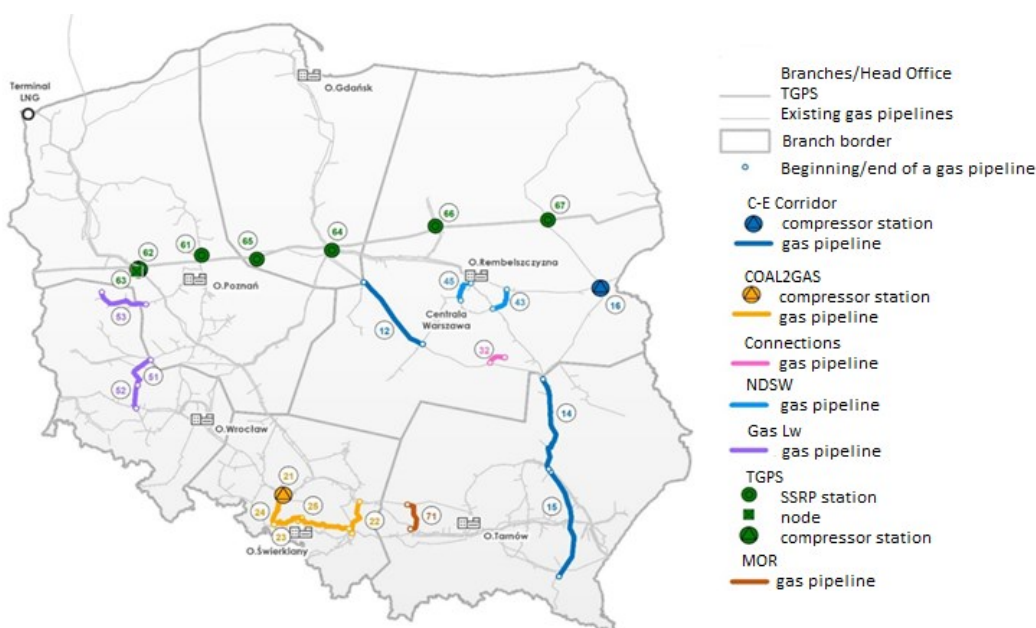 Terminal
LNG
O.Gdańsk
67
66
64
65
61
62
63
O.Poznań
O.Rembelszczyzna
45
43
16
Centrala
Warszawa
53
12
32
51
52
14
O.Wrocław
21
25
24
23
22
71
15
O.Tarnów
O.Świerklany
Branches/Head Office
TGPS
Existing gas pipelines
Branch border
Beginning/end of a gas pipeline
C-E Corridor
compressor station
gas pipeline
COAL2GAS
compressor station
gas pipeline
Connections
gas pipeline
NDSW
gas pipeline
Gas Lw
gas pipeline
TGPS
SSRP station
node
compressor station
MOR
gas pipeline